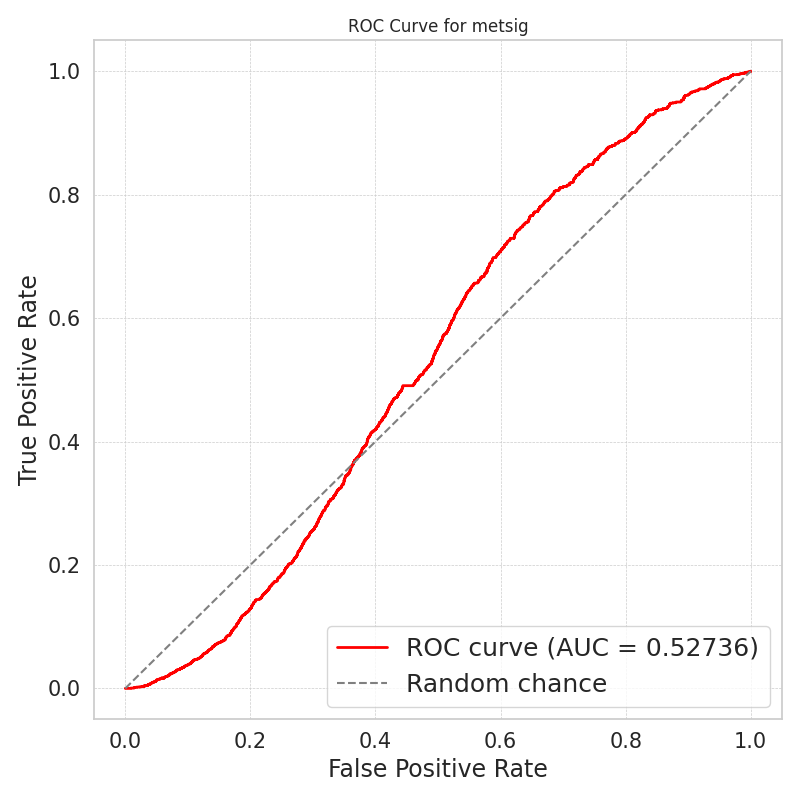 ROC Curve for metsig
1.0
0.8
0.6
0.4
0.2
0.0
True Positive Rate
ROC curve (AUC = 0.52736)
Random chance
0.0 0.2 0.4 0.6 0.8 1.0
False Positive Rate